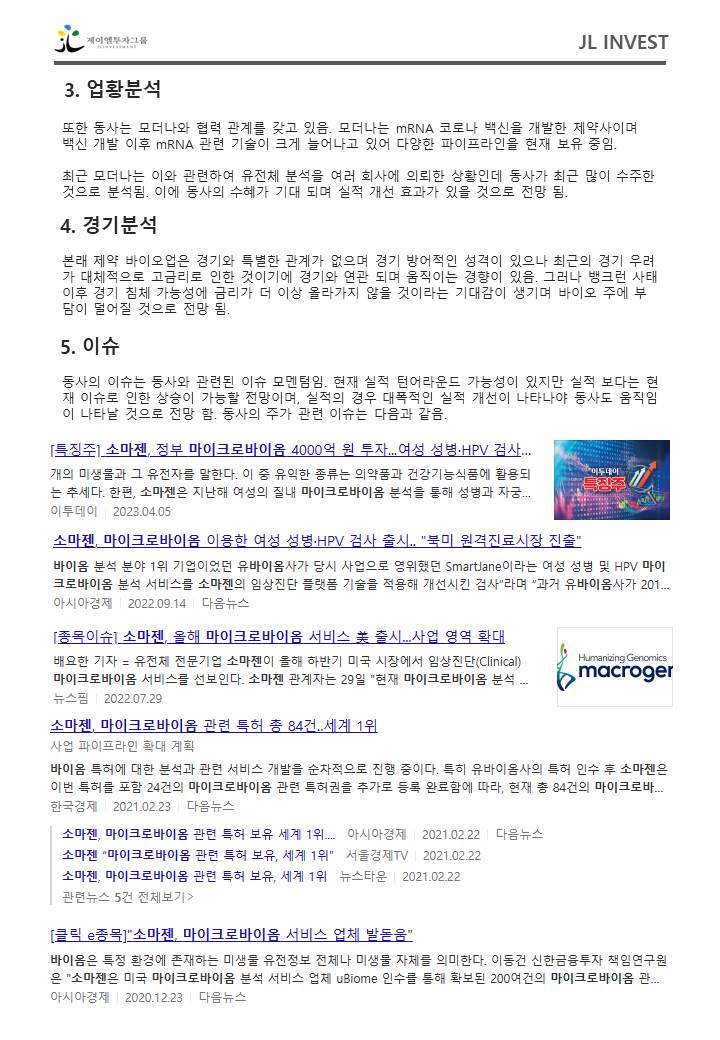 제이엘투자그룹
JLINVESTMENT
JL INVEST
3. 업황분석
또한 동사는 모더나와 협력 관계를 갖고 있음. 모더나는 mRNA 코로나 백신을 개발한 제약사이며
백신 개발 이후 mRNA 관련 기술이 크게 늘어나고 있어 다양한 파이프라인을 현재 보유 중임.
최근 모더나는 이와 관련하여 유전체 분석을 여러 회사에 의뢰한 상황인데 동사가 최근 많이 수주한
것으로 분석됨. 이에 동사의 수혜가 기대 되며 실적 개선 효과가 있을 것으로 전망 됨.
4. 경기분석
본래 제약 바이오업은 경기와 특별한 관계가 없으며 경기 방어적인 성격이 있으나 최근의 경기 우려
가 대체적으로 고금리로 인한 것이기에 경기와 연관 되며 움직이는 경향이 있음. 그러나 뱅크런 사태
이후 경기 침체 가능성에 금리가 더 이상 올라가지 않을 것이라는 기대감이 생기며 바이오 주에 부
담이 덜어질 것으로 전망 됨.
5. 이슈
동사의 이슈는 동사와 관련된 이슈 모멘텀임. 현재 실적 턴어라운드 가능성이 있지만 실적 보다는 현
재 이슈로 인한 상승이 가능할 전망이며, 실적의 경우 대폭적인 실적 개선이 나타나야 동사도 움직임
이 나타날 것으로 전망 함. 동사의 주가 관련 이슈는 다음과 같음.
[특징주] 소마젠, 정부 마이크로바이옴 4000억 원 투자...여성 성병·HPV 검사...
개의 미생물과 그 유전자를 말한다. 이 중 유익한 종류는 의약품과 건강기능식품에 활용되
는 추세다. 한편, 소마젠은 지난해 여성의 질내 마이크로바이옴 분석을 통해 성병과 자궁...
이투데이 | 2023.04.05
이투데이
특징주
소마젠, 마이크로바이옴 이용한 여성 성병·HPV 검사 출시.. "북미 원격진료시장 진출"
바이옴 분석 분야 1위 기업이었던 유바이옴사가 당시 사업으로 영위했던 SmartJane이라는 여성 성병 및 HPV 마이
크로바이옴 분석 서비스를 소마젠의 임상진단 플랫폼 기술을 적용해 개선시킨 검사"라며 "과거 유바이옴사가 201...
아시아경제 | 2022.09.14 | 다음뉴스
[종목이슈] 소마젠, 올해 마이크로바이옴 서비스 美 출시...사업 영역 확대
배요한 기자 = 유전체 전문기업 소마젠이 올해 하반기 미국 시장에서 임상진단(Clinical)
마이크로바이옴 서비스를 선보인다. 소마젠 관계자는 29일 "현재 마이크로바이옴 분석 ...
뉴스핌 | 2022.07.29
Humanizing Genomics
macrogen
소마젠, 마이크로바이옴 관련 특허 총 84건..세계 1위
사업 파이프라인 확대 계획
바이옴 특허에 대한 분석과 관련 서비스 개발을 순차적으로 진행 중이다. 특히 유바이옴사의 특허 인수 후 소마젠은
이번 특허를 포함 24건의 마이크로바이옴 관련 특허권을 추가로 등록 완료함에 따라, 현재 총 84건의 마이크로바...
한국경제 | 2021.02.23 | 다음뉴스
소마젠, 마이크로바이옴 관련 특허 보유 세계 1위.... 아시아경제 | 2021.02.22 | 다음뉴스
소마젠 "마이크로바이옴 관련 특허 보유, 세계 1위" 서울경제TV | 2021.02.22
소마젠, 마이크로바이옴 관련 특허 보유, 세계 1위 뉴스타운 | 2021.02.22
관련뉴스 5건 전체보기 >
[클릭 e종목]"소마젠, 마이크로바이옴 서비스 업체 발돋움"
바이옴은 특정 환경에 존재하는 미생물 유전정보 전체나 미생물 자체를 의미한다. 이동건 신한금융투자 책임연구원
은 "소마젠은 미국 마이크로바이옴 분석 서비스 업체 uBiome 인수를 통해 확보된 200여건의 마이크로바이옴 관...
아시아경제 | 2020.12.23 | 다음뉴스